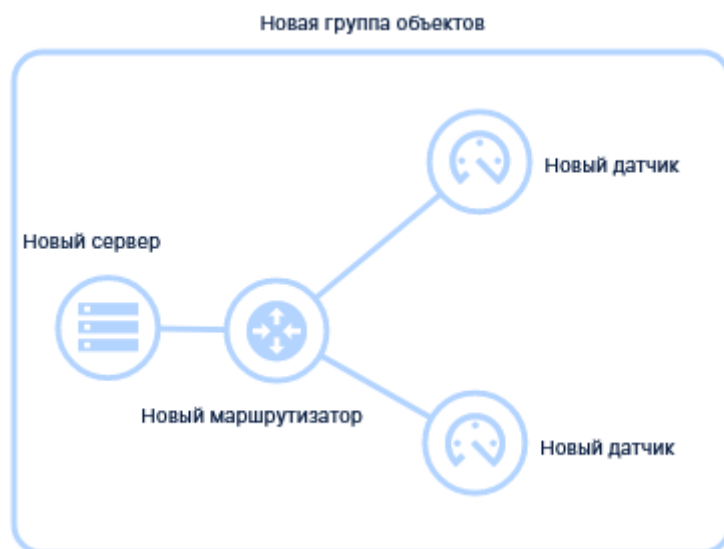 Новая группа объектов
Новый датчик
Новый сервер
Новый маршрутизатор
Новый датчик